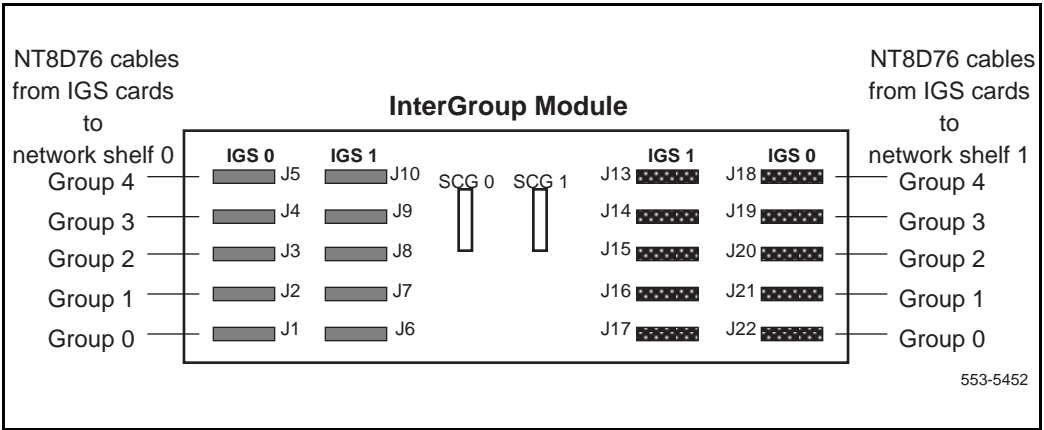 NT8D76 cables
from IGS cards
to
network shelf 0
InterGroup Module
NT8D76 cables
from IGS cards
to
network shelf 1
IGS 0 IGS 1 SCG 0 SCG 1 IGS 1 IGS 0
Group 4 J5 J10 J13 J18 Group 4
Group 3 J4 J9 J14 J19 Group 3
Group 2 J3 J8 J15 J20 Group 2
Group 1 J2 J7 J16 J21 Group 1
Group 0 J1 J6 J17 J22 Group 0
553-5452